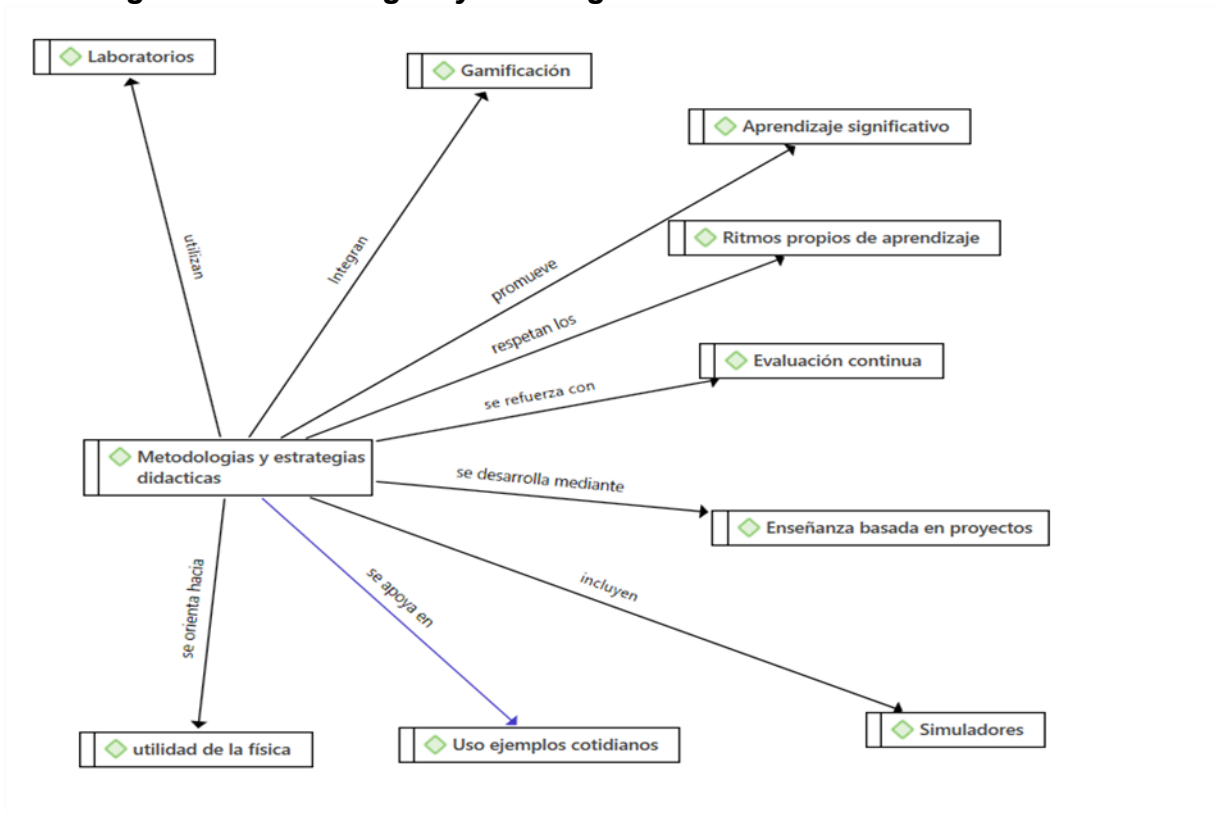 Laboratorios
Gamificación
Aprendizaje significativo
Ritmos propios de aprendizaje
utilizan
Integran
promueve
respetan los
Evaluación continua
se refuerza con
Metodologias y estrategias
didacticas
se desarrolla mediante
Enseñanza basada en proyectos
se orienta hacia
se apoya en
incluyen
utilidad de la física
Uso ejemplos cotidianos
Simuladores